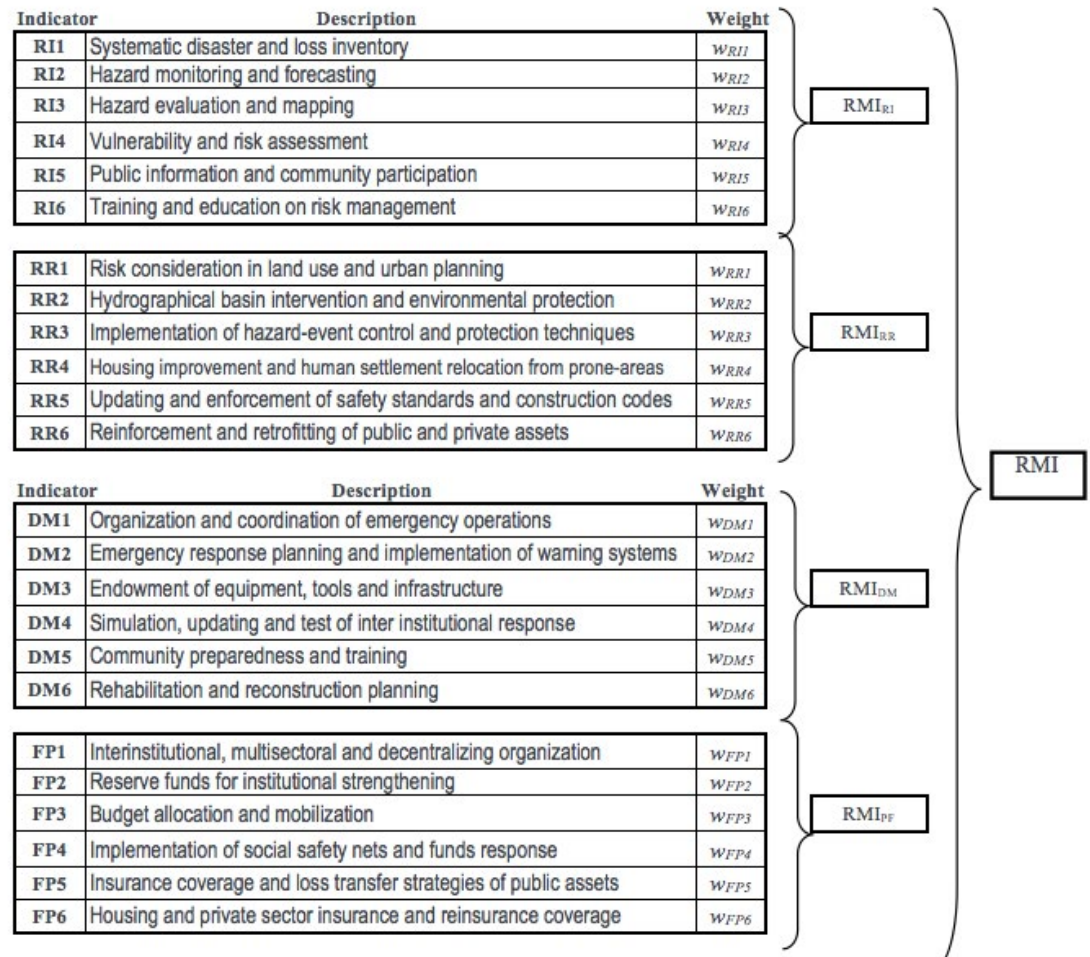 Indicator Description Weight
RI1 Systematic disaster and loss inventory wRI1
RI2 Hazard monitoring and forecasting wRI2
RI3 Hazard evaluation and mapping wRI3
RI4 Vulnerability and risk assessment wRI4
RI5 Public information and community participation wRI5
RI6 Training and education on risk management wRI6
RMIRI
RR1 Risk consideration in land use and urban planning wRR1
RR2 Hydrographical basin intervention and environmental protection wRR2
RR3 Implementation of hazard-event control and protection techniques wRR3
RR4 Housing improvement and human settlement relocation from prone-areas wRR4
RR5 Updating and enforcement of safety standards and construction codes wRR5
RR6 Reinforcement and retrofitting of public and private assets wRR6
RMIRR
RMI
Indicator Description Weight
DM1 Organization and coordination of emergency operations wDM1
DM2 Emergency response planning and implementation of warning systems wDM2
DM3 Endowment of equipment, tools and infrastructure wDM3
DM4 Simulation, updating and test of inter institutional response wDM4
DM5 Community preparedness and training wDM5
DM6 Rehabilitation and reconstruction planning wDM6
RMIDM
FP1 Interinstitutional, multisectoral and decentralizing organization wFP1
FP2 Reserve funds for institutional strengthening wFP2
FP3 Budget allocation and mobilization wFP3
FP4 Implementation of social safety nets and funds response wFP4
FP5 Insurance coverage and loss transfer strategies of public assets wFP5
FP6 Housing and private sector insurance and reinsurance coverage wFP6
RMIPF